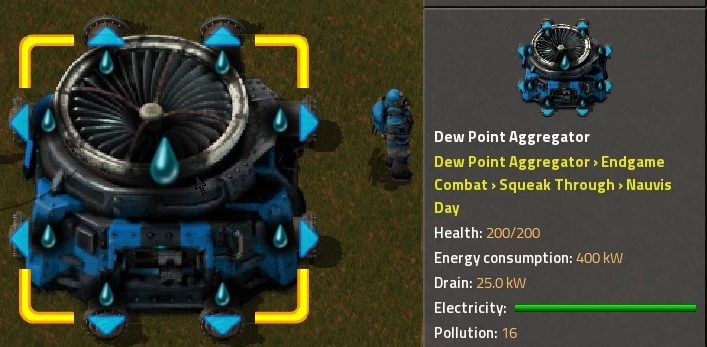 Dew Point Aggregator
Dew Point Aggregator › Endgame
Combat › Squeak Through › Nauvis
Day
Health: 200/200
Energy consumption: 400 kW
Drain: 25.0 kW
Electricity:
Pollution: 16